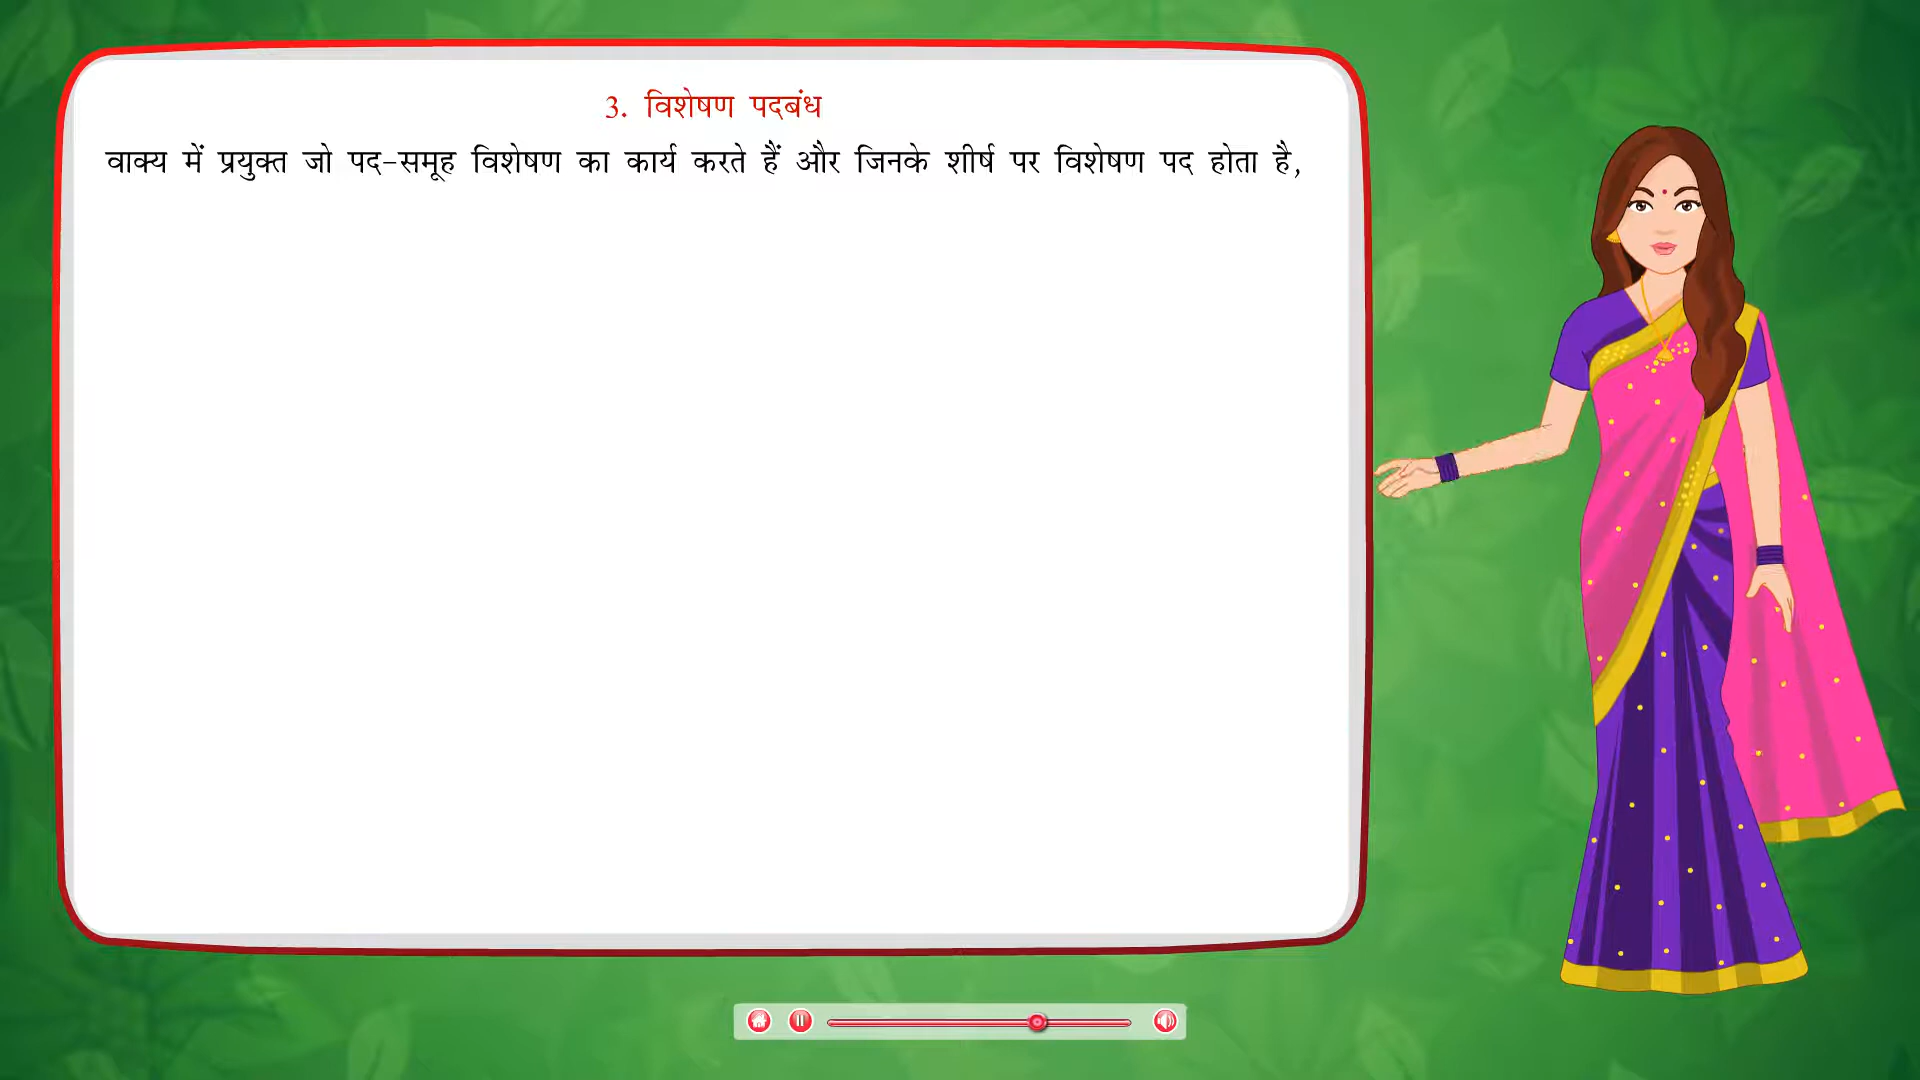 3. विशेषण पदबंध
वाक्य में प्रयुक्त जो पद-समूह विशेषण का कार्य करते हैं और जिनके शीर्ष पर विशेषण पद होता है,